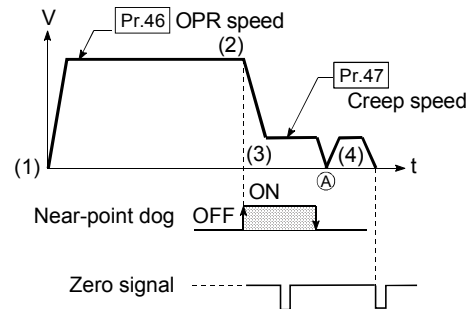 V
Pr.46 OPR speed
(2)
Pr.47
Creep speed
(1)
(3)
(4)
t
A
ON
Near-point dog OFF
Zero signal